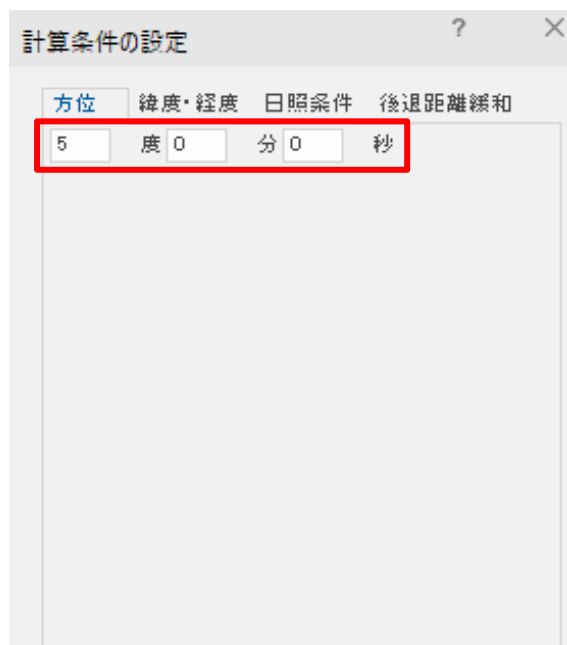 計算条件の設定 ? ×
方位 緯度・経度 日照条件 後退距離緩和
5 度 0 分 0 秒